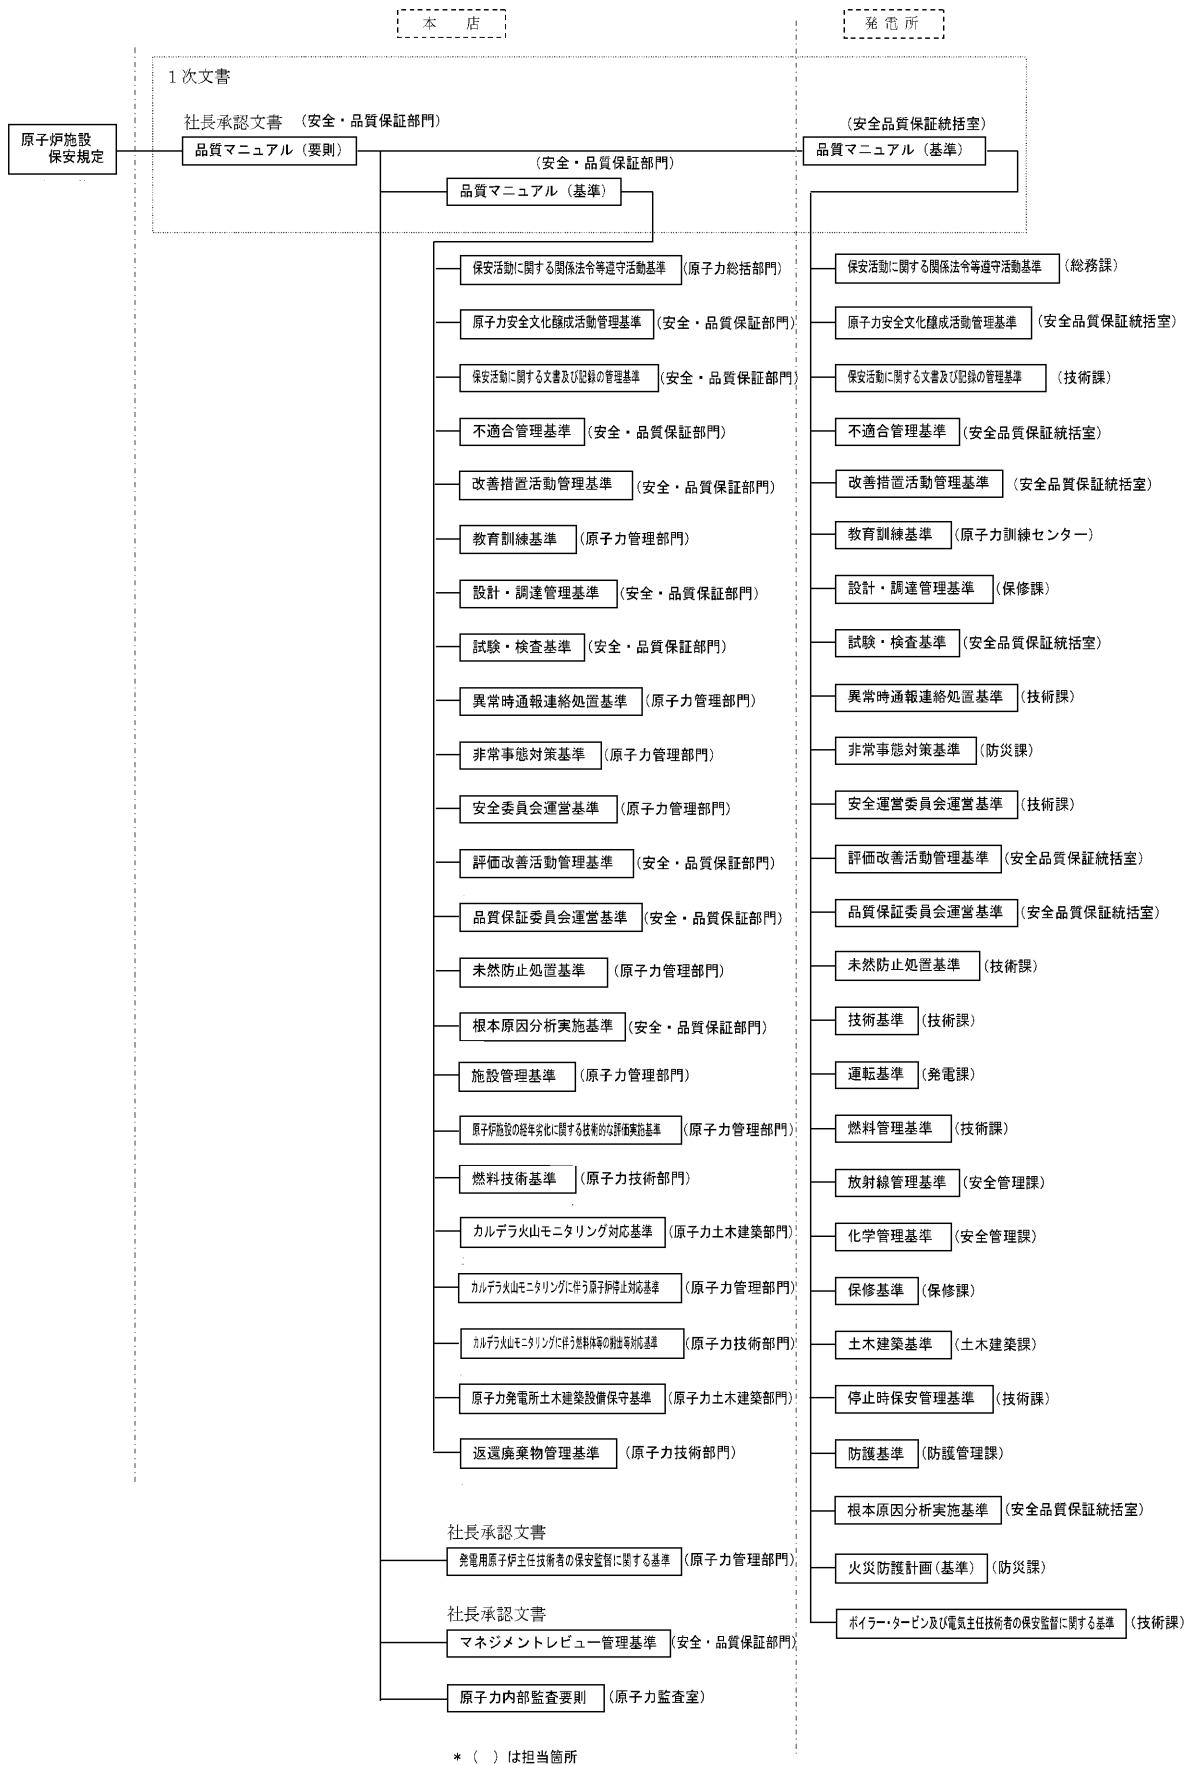 本　店
発電所
１次文書
社長承認文書　（安全・品質保証部門）
（安全品質保証統括室）
原子炉施設
保安規定
品質マニュアル（要則）
品質マニュアル（基準）
（安全・品質保証部門）
品質マニュアル（基準）
保安活動に関する関係法令等遵守活動基準（原子力総括部門）
原子力安全文化醸成活動管理基準（安全・品質保証部門）
保安活動に関する文書及び記録の管理基準（安全・品質保証部門）
不適合管理基準（安全・品質保証部門）
改善措置活動管理基準（安全・品質保証部門）
教育訓練基準（原子力管理部門）
設計・調達管理基準（安全・品質保証部門）
試験・検査基準（安全・品質保証部門）
異常時通報連絡処置基準（原子力管理部門）
非常事態対策基準（原子力管理部門）
安全委員会運営基準（原子力管理部門）
評価改善活動管理基準（安全・品質保証部門）
品質保証委員会運営基準（安全・品質保証部門）
未然防止処置基準（原子力管理部門）
根本原因分析実施基準（安全・品質保証部門）
施設管理基準（原子力管理部門）
原子炉施設の経年劣化に関する技術的な評価実施基準（原子力管理部門）
燃料技術基準（原子力技術部門）
カルデラ火山モニタリング対応基準（原子力土木建築部門）
カルデラ火山モニタリングに伴う原子炉停止対応基準（原子力管理部門）
カルデラ火山モニタリングに伴う燃料体等の搬出等対応基準（原子力技術部門）
原子力発電所土木建築設備保守基準（原子力土木建築部門）
返還廃棄物管理基準（原子力技術部門）
社長承認文書
発電用原子炉主任技術者の保安監督に関する基準（原子力管理部門）
社長承認文書
マネジメントレビュー管理基準（安全・品質保証部門）
原子力内部監査要則（原子力監査室）
保安活動に関する関係法令等遵守活動基準（総務課）
原子力安全文化醸成活動管理基準（安全品質保証統括室）
保安活動に関する文書及び記録の管理基準（技術課）
不適合管理基準（安全品質保証統括室）
改善措置活動管理基準（安全品質保証統括室）
教育訓練基準（原子力訓練センター）
設計・調達管理基準（保修課）
試験・検査基準（安全品質保証統括室）
異常時通報連絡処置基準（技術課）
非常事態対策基準（防災課）
安全運営委員会運営基準（技術課）
評価改善活動管理基準（安全品質保証統括室）
品質保証委員会運営基準（安全品質保証統括室）
未然防止処置基準（技術課）
技術基準（技術課）
運転基準（発電課）
燃料管理基準（技術課）
放射線管理基準（安全管理課）
化学管理基準（安全管理課）
保修基準（保修課）
土木建築基準（土木建築課）
停止時保安管理基準（技術課）
防護基準（防護管理課）
根本原因分析実施基準（安全品質保証統括室）
火災防護計画（基準）（防災課）
ボイラー・タービン及び電気主任技術者の保安監督に関する基準（技術課）
＊（　）は担当箇所